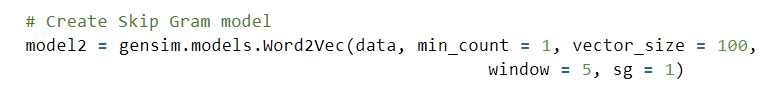 # Create Skip Gram model
model2 = gensim.models.Word2Vec(data, min_count = 1, vector_size = 100,
window = 5, sg = 1)